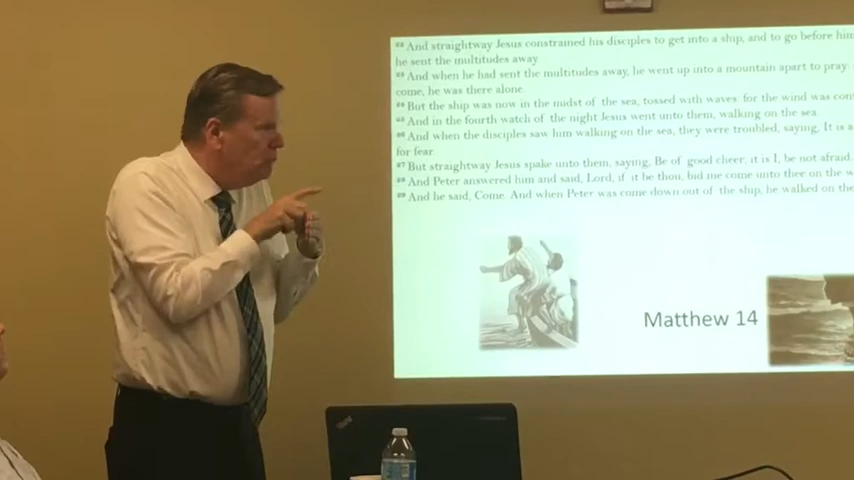 22 And straightway Jesus constrained his disciples to get into a ship, and to go before him
he sent the multitudes away
23 And when he had sent the multitudes away, he went up into a mountain apart to pray
come, he was there alone
24 But the ship was now in the midst of the sea, tossed with waves: for the wind was
25 And in the fourth watch of the night Jesus went unto them, walking on the sea.
26 And when the disciples saw him walking on the sea, they were troubled, saying, It is a
for fear
27 But straightway Jesus spake unto them, saying, Be of good cheer; it is I; be not afraid.
28 And Peter answered him and said, Lord, if it be thou, bid me come unto thee on the
29 And he said, Come. And when Peter was come down out of the ship, he walked on the
Matthew 14
ThinkPad